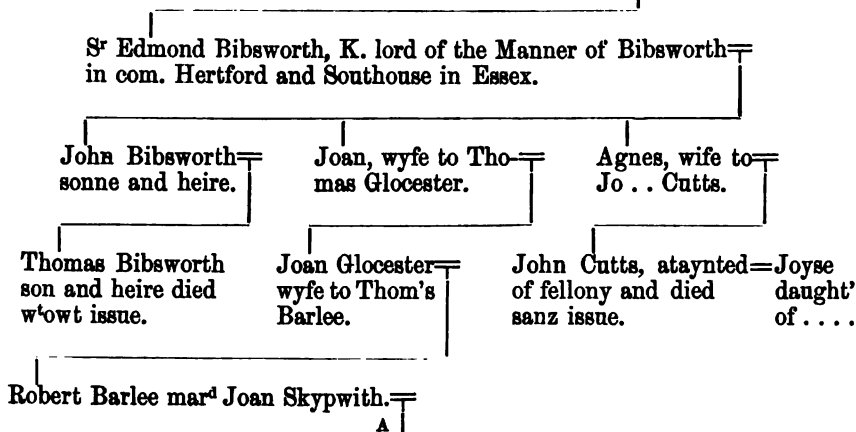 Sʳ Edmond Bibsworth, K. lord of the Manner of Bibsworth
in com. Hertford and Southouse in Essex.
John Bibsworth
sonne and heire.
Joan, wyfe to Tho-
mas Glocester.
Agnes, wife to
Jo . . Cutts.
Thomas Bibsworth
son and heire died
wᵗowt issue.
Joan Glocester
wyfe to Thom's
Barlee.
John Cutts, ataynted
of fellony and died
sanz issue.
Joyse
daught'
of . . . .
Robert Barlee marᵈ Joan Skypwith.
A